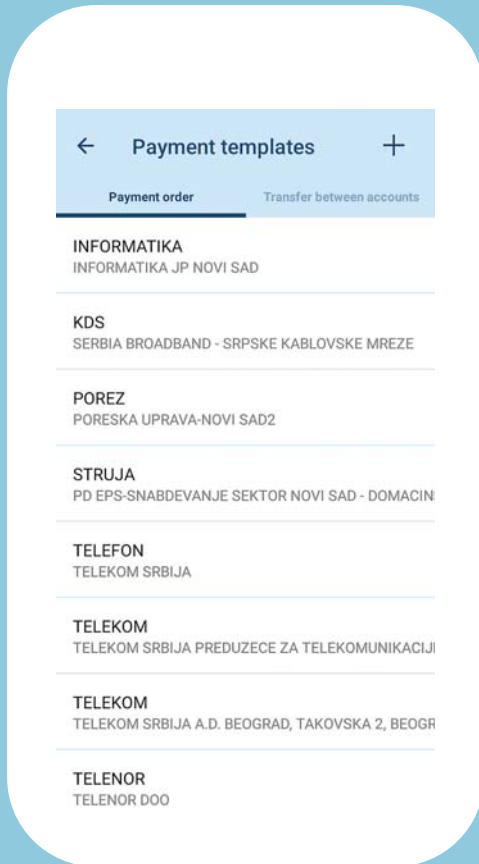 Payment templates
Payment order
Transfer between accounts
INFORMATIKA
INFORMATIKA JP NOVI SAD
KDS
SERBIA BROADBAND - SRPSKE KABLOVSKE MREZE
POREZ
PORESKA UPRAVA-NOVI SAD2
STRUJA
PD EPS-SNABDEVANJE SEKTOR NOVI SAD - DOMACIN
TELEFON
TELEKOM SRBIJA
TELEKOM
TELEKOM SRBIJA PREDUZECE ZA TELEKOMUNIKACIJ
TELEKOM
TELEKOM SRBIJA A.D. BEOGRAD, TAKOVSKA 2, BEOGR
TELENOR
TELENOR DOO